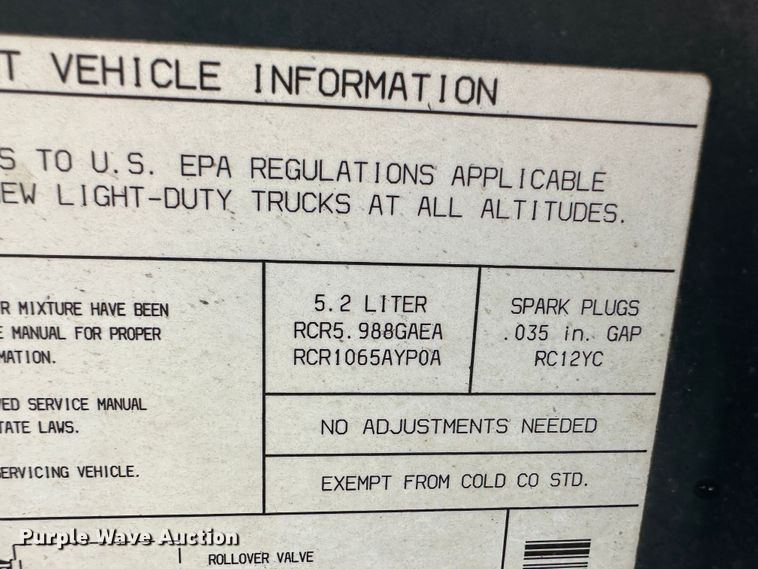 T VEHICLE INFORMATION
S TO U.S. EPA REGULATIONS APPLICABLE
EW LIGHT-DUTY TRUCKS AT ALL ALTITUDES.
R MIXTURE HAVE BEEN
E MANUAL FOR PROPER
MATION.
ED SERVICE MANUAL
TATE LAWS.
ERVICING VEHICLE.
5.2 LITER
RCR5.988GAEA
RCR1065AYP0A
SPARK PLUGS
.035 in. GAP
RC12YC
NO ADJUSTMENTS NEEDED
EXEMPT FROM COLD CO STD.
Purple Wave Auction
ROLLOVER VALVE